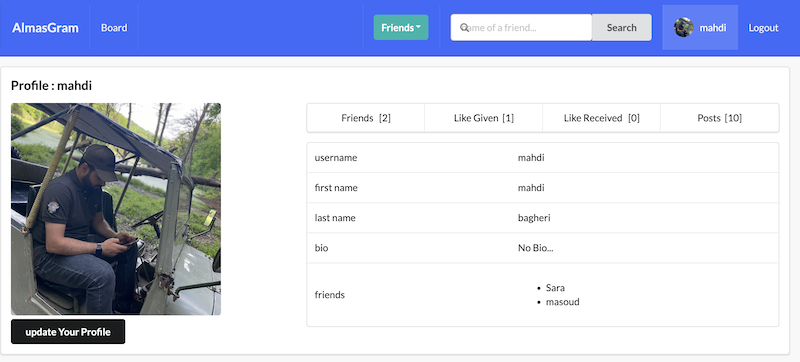 AlmasGram Board Friends Name of a friend... Search mahdi Logout
Profile : mahdi
Friends [2] Like Given [1] Like Received [0] Posts [10]
username mahdi
first name mahdi
last name bagheri
bio No Bio...
friends
• Sara
• masoud
update Your Profile